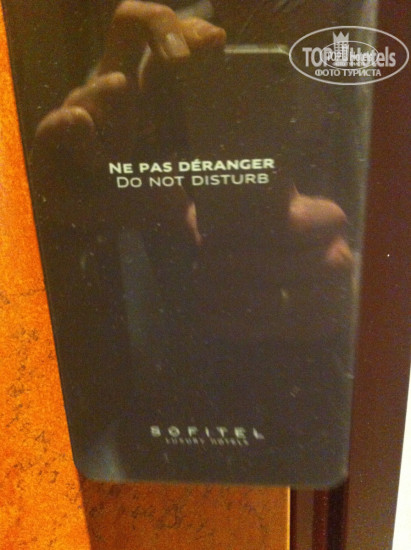 TOP Hotels
ФОТО ТУРИСТА
NE PAS DÉRANGER
DO NOT DISTURB
SOFITEL
LUXURY HOTELS